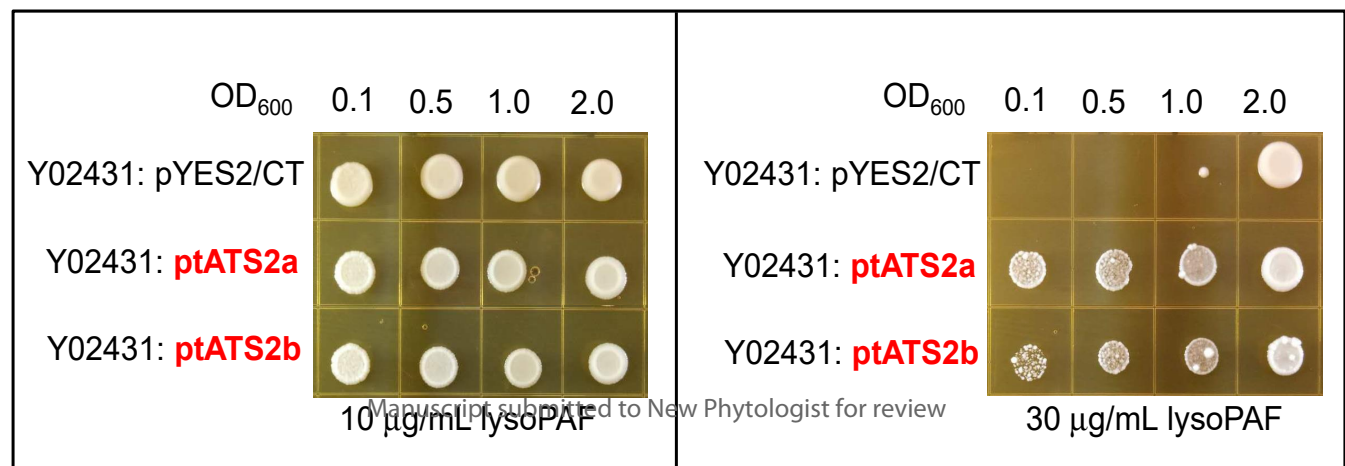 OD600 0.1 0.5 1.0 2.0
Y02431: pYES2/CT
Y02431: ptATS2a
Y02431: ptATS2b
10 μg/mL lysoPAF
OD600 0.1 0.5 1.0 2.0
Y02431: pYES2/CT
Y02431: ptATS2a
Y02431: ptATS2b
30 μg/mL lysoPAF
Manuscript submitted to New Phytologist for review